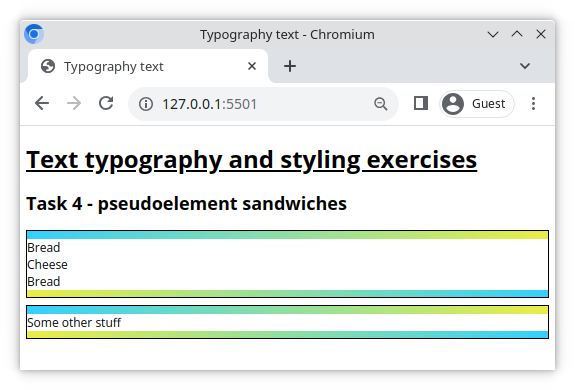 Typography text - Chromium
Typography text
127.0.0.1:5501
Guest
Text typography and styling exercises
Task 4 - pseudoelement sandwiches
Bread
Cheese
Bread
Some other stuff